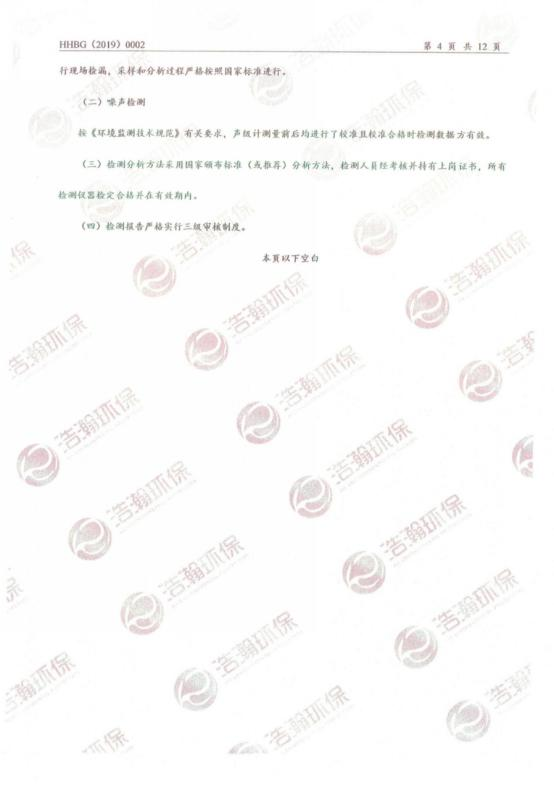 HHBG（2019）0002 第 4 页 共 12 页
行现场检漏，采样和分析过程严格按照国家标准进行。
（二）噪声检测
按《环境监测技术规范》有关要求，声级计测量前后均进行了校准且校准合格时检测数据方有效。
（三）检测分析方法采用国家颁布标准（或推荐）分析方法，检测人员经考核并持有上岗证书，所有
检测仪器检定合格并在有效期内。
（四）检测报告严格实行三级审核制度。
本页以下空白
浩瀚环保